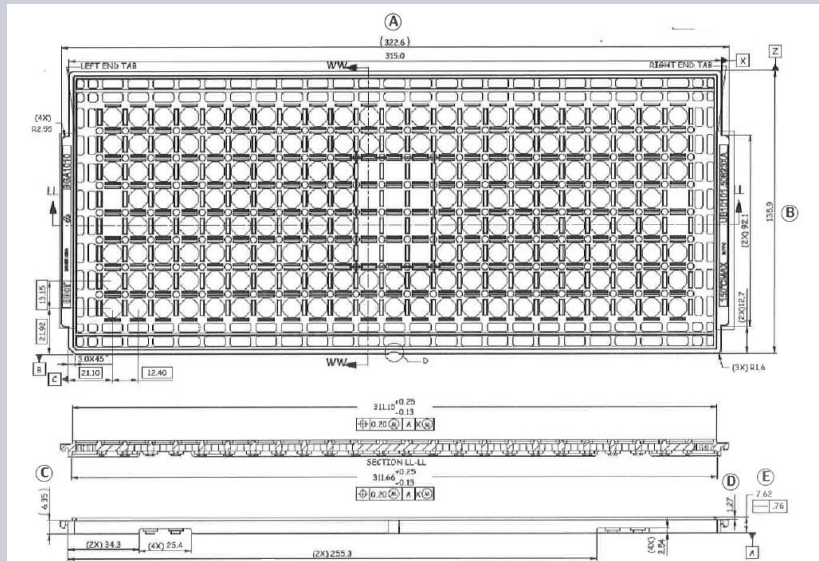 A
(322.6)
315.0
WW
Z
LEFT END TAB
RIGHT END TAB
X
(4X)
R2.95
BGA1010
LL
LL
B
135.9
(2X) 92.1
(2X)12.7
13.15
21.92
B
3.0X45°
C
21.10
12.40
WW
D
(3X) R1.6
311.15 +0.25
-0.13
0.20 M A X M
SECTION LL-LL
311.66 +0.25
-0.13
0.20 M A X M
C
6.35
D
1.27
E
7.62
.76
(2X) 34.3
(4X) 25.4
(2X) 255.3
(4X)
2.54
A